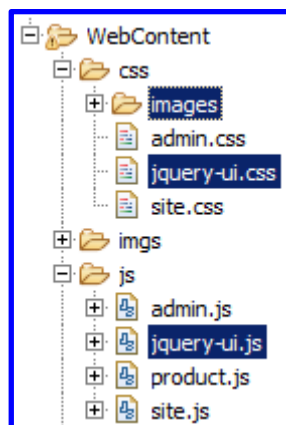 WebContent
css
images
admin.css
jquery-ui.css
site.css
imgs
js
admin.js
jquery-ui.js
product.js
site.js